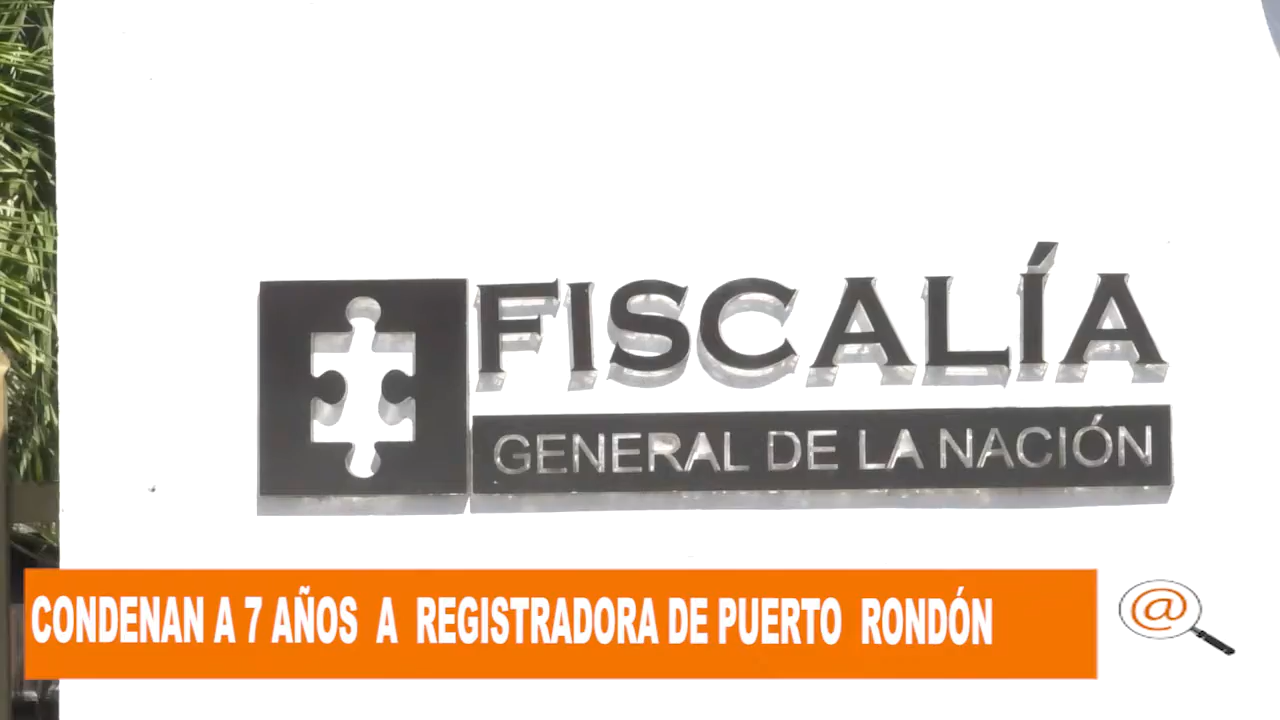 FISCALÍA
GENERAL DE LA NACIÓN
CONDENAN A 7 AÑOS A REGISTRADORA DE PUERTO RONDÓN
@